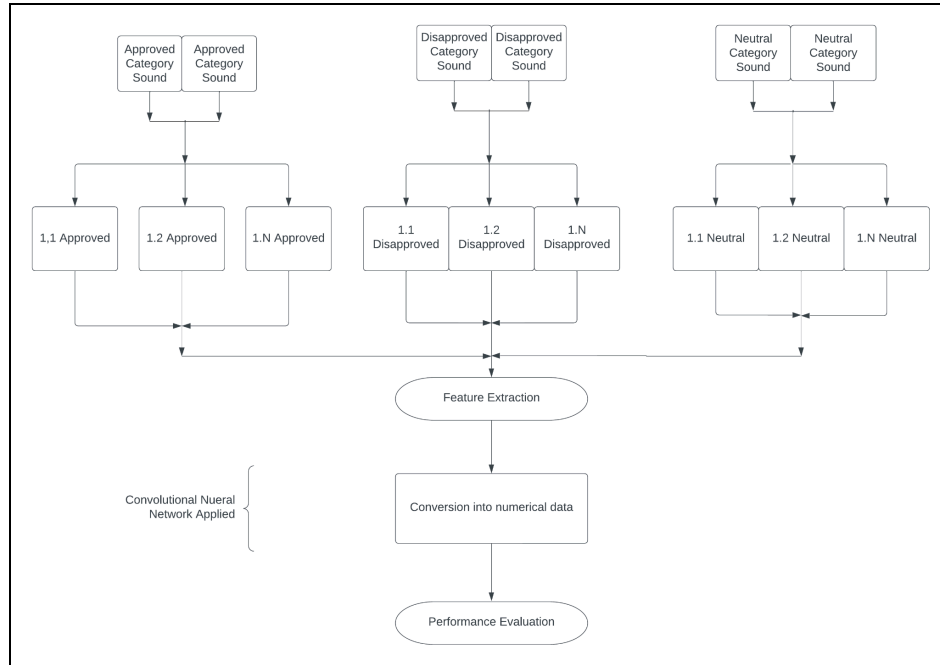 Approved
Category
Sound
Approved
Category
Sound
Disapproved
Category
Sound
Disapproved
Category
Sound
Neutral
Category
Sound
Neutral
Category
Sound
1,1 Approved
1.2 Approved
1.N Approved
1.1
Disapproved
1.2
Disapproved
1.N
Disapproved
1.1 Neutral
1.2 Neutral
1.N Neutral
Feature Extraction
Convolutional Nueral
Network Applied
Conversion into numerical data
Performance Evaluation